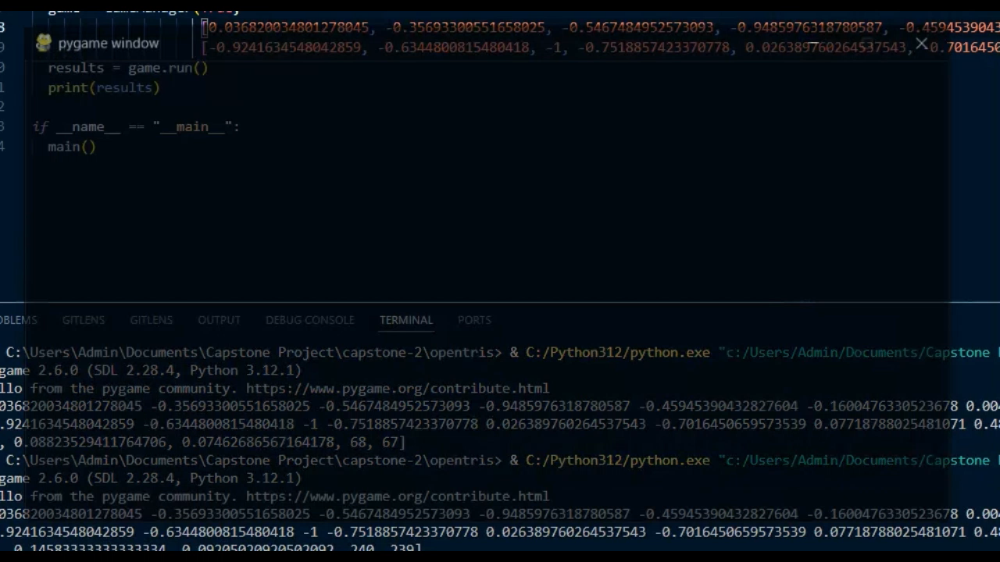 8 [0.036820034801278045, -0.35693300551658025, -0.5467484952573093, -0.9485976318780587, -0.4594539043
9 [-0.9241634548042859, -0.6344800815480418, -1, -0.7518857423370778, 0.026389760264537543, -0.7016450
pygame window
0 results = game.run()
1 print(results)
2
3 if __name__ == "__main__":
4 main()
OBLEMS GITLENS GITLENS OUTPUT DEBUG CONSOLE TERMINAL PORTS
C:\Users\Admin\Documents\Capstone Project\capstone-2\opentris> & C:/Python312/python.exe "c:/Users/Admin/Documents/Capstone
game 2.6.0 (SDL 2.28.4, Python 3.12.1)
llo from the pygame community. https://www.pygame.org/contribute.html
036820034801278045 -0.35693300551658025 -0.5467484952573093 -0.9485976318780587 -0.45945390432827604 -0.1600476330523678 0.00
.9241634548042859 -0.6344800815480418 -1 -0.7518857423370778 0.026389760264537543 -0.7016450659573539 0.07718788025481071 0.4
, 0.08823529411764706, 0.07462686567164178, 68, 67]
C:\Users\Admin\Documents\Capstone Project\capstone-2\opentris> & C:/Python312/python.exe "c:/Users/Admin/Documents/Capstone
game 2.6.0 (SDL 2.28.4, Python 3.12.1)
llo from the pygame community. https://www.pygame.org/contribute.html
036820034801278045 -0.35693300551658025 -0.5467484952573093 -0.9485976318780587 -0.45945390432827604 -0.1600476330523678 0.00
.9241634548042859 -0.6344800815480418 -1 -0.7518857423370778 0.026389760264537543 -0.7016450659573539 0.07718788025481071 0.4
0.14583333333333334, 0.09205020920502092, 240, 239]